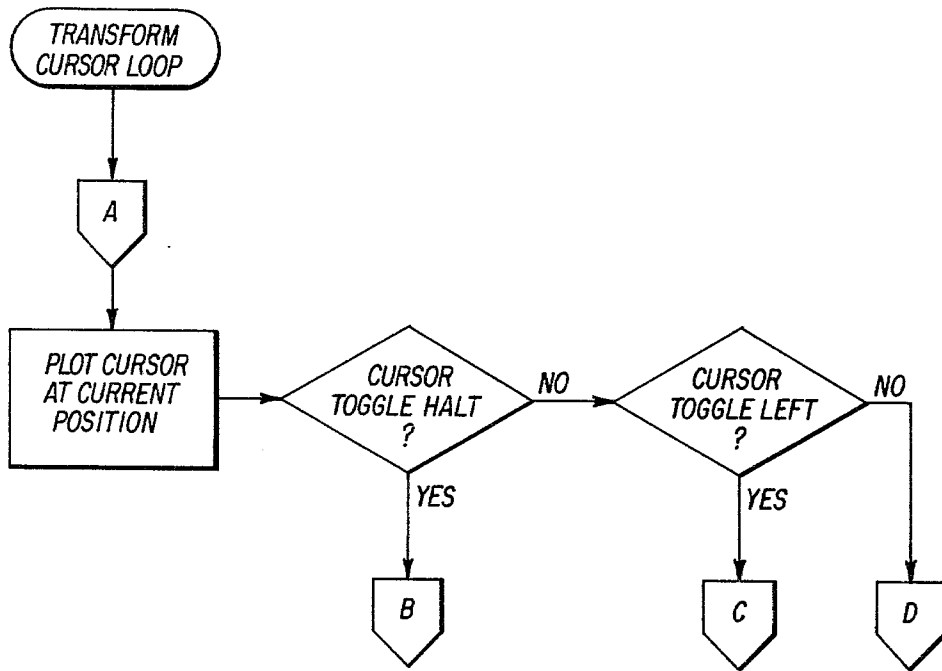 TRANSFORM
CURSOR LOOP
A
PLOT CURSOR
AT CURRENT
POSITION
CURSOR
TOGGLE HALT
?
NO
YES
B
CURSOR
TOGGLE LEFT
?
NO
YES
C
D